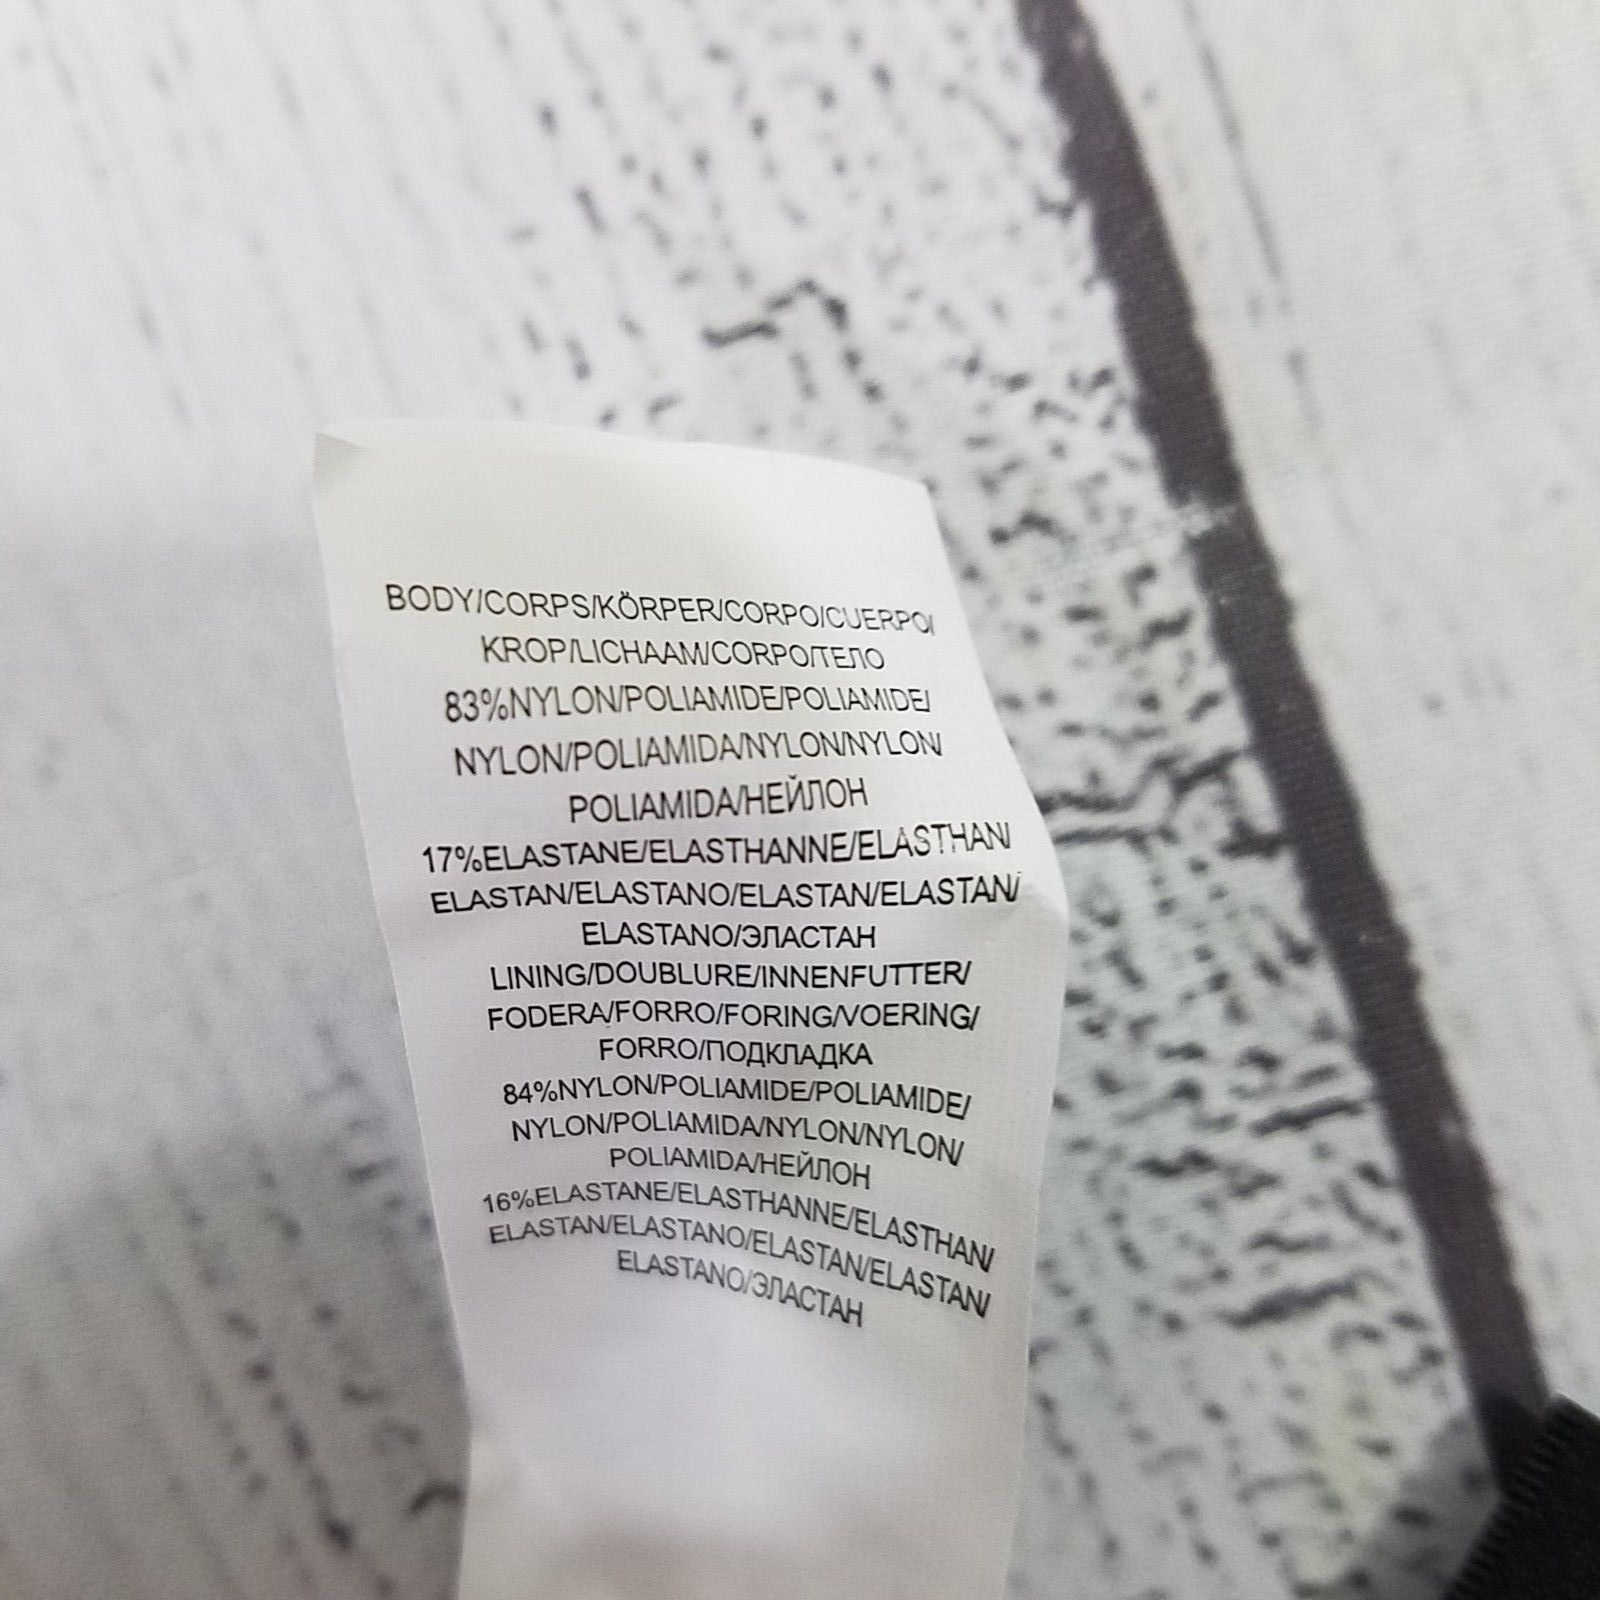 BODY/CORPS/KÖRPER/CORPO/CUERPO/
KROP/LICHAAM/CORPO/ТЕЛО
83%NYLON/POLIAMIDE/POLIAMIDE/
NYLON/POLIAMIDA/NYLON/NYLON/
POLIAMIDA/НЕЙЛОН
17%ELASTANE/ELASTHANNE/ELASTHAN/
ELASTAN/ELASTANO/ELASTAN/ELASTAN/
ELASTANO/ЭЛАСТАН
LINING/DOUBLURE/INNENFUTTER/
FODERA/FORRO/FORING/VOERING/
FORRO/ПОДКЛАДКА
84%NYLON/POLIAMIDE/POLIAMIDE/
NYLON/POLIAMIDA/NYLON/NYLON/
POLIAMIDA/НЕЙЛОН
16%ELASTANE/ELASTHANNE/ELASTHAN/
ELASTAN/ELASTANO/ELASTAN/ELASTAN/
ELASTANO/ЭЛАСТАН